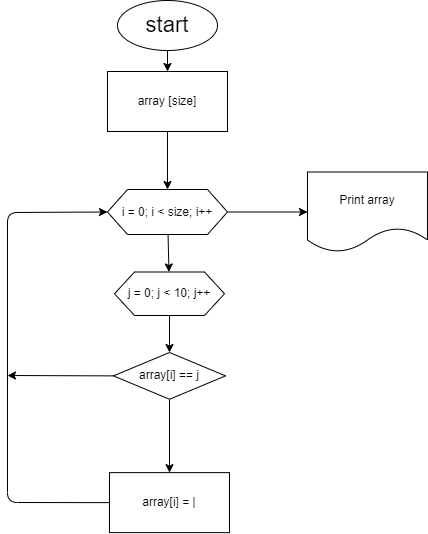 start
array [size]
i = 0; i < size; i++
Print array
j = 0; j < 10; j++
array[i] == j
array[i] = |